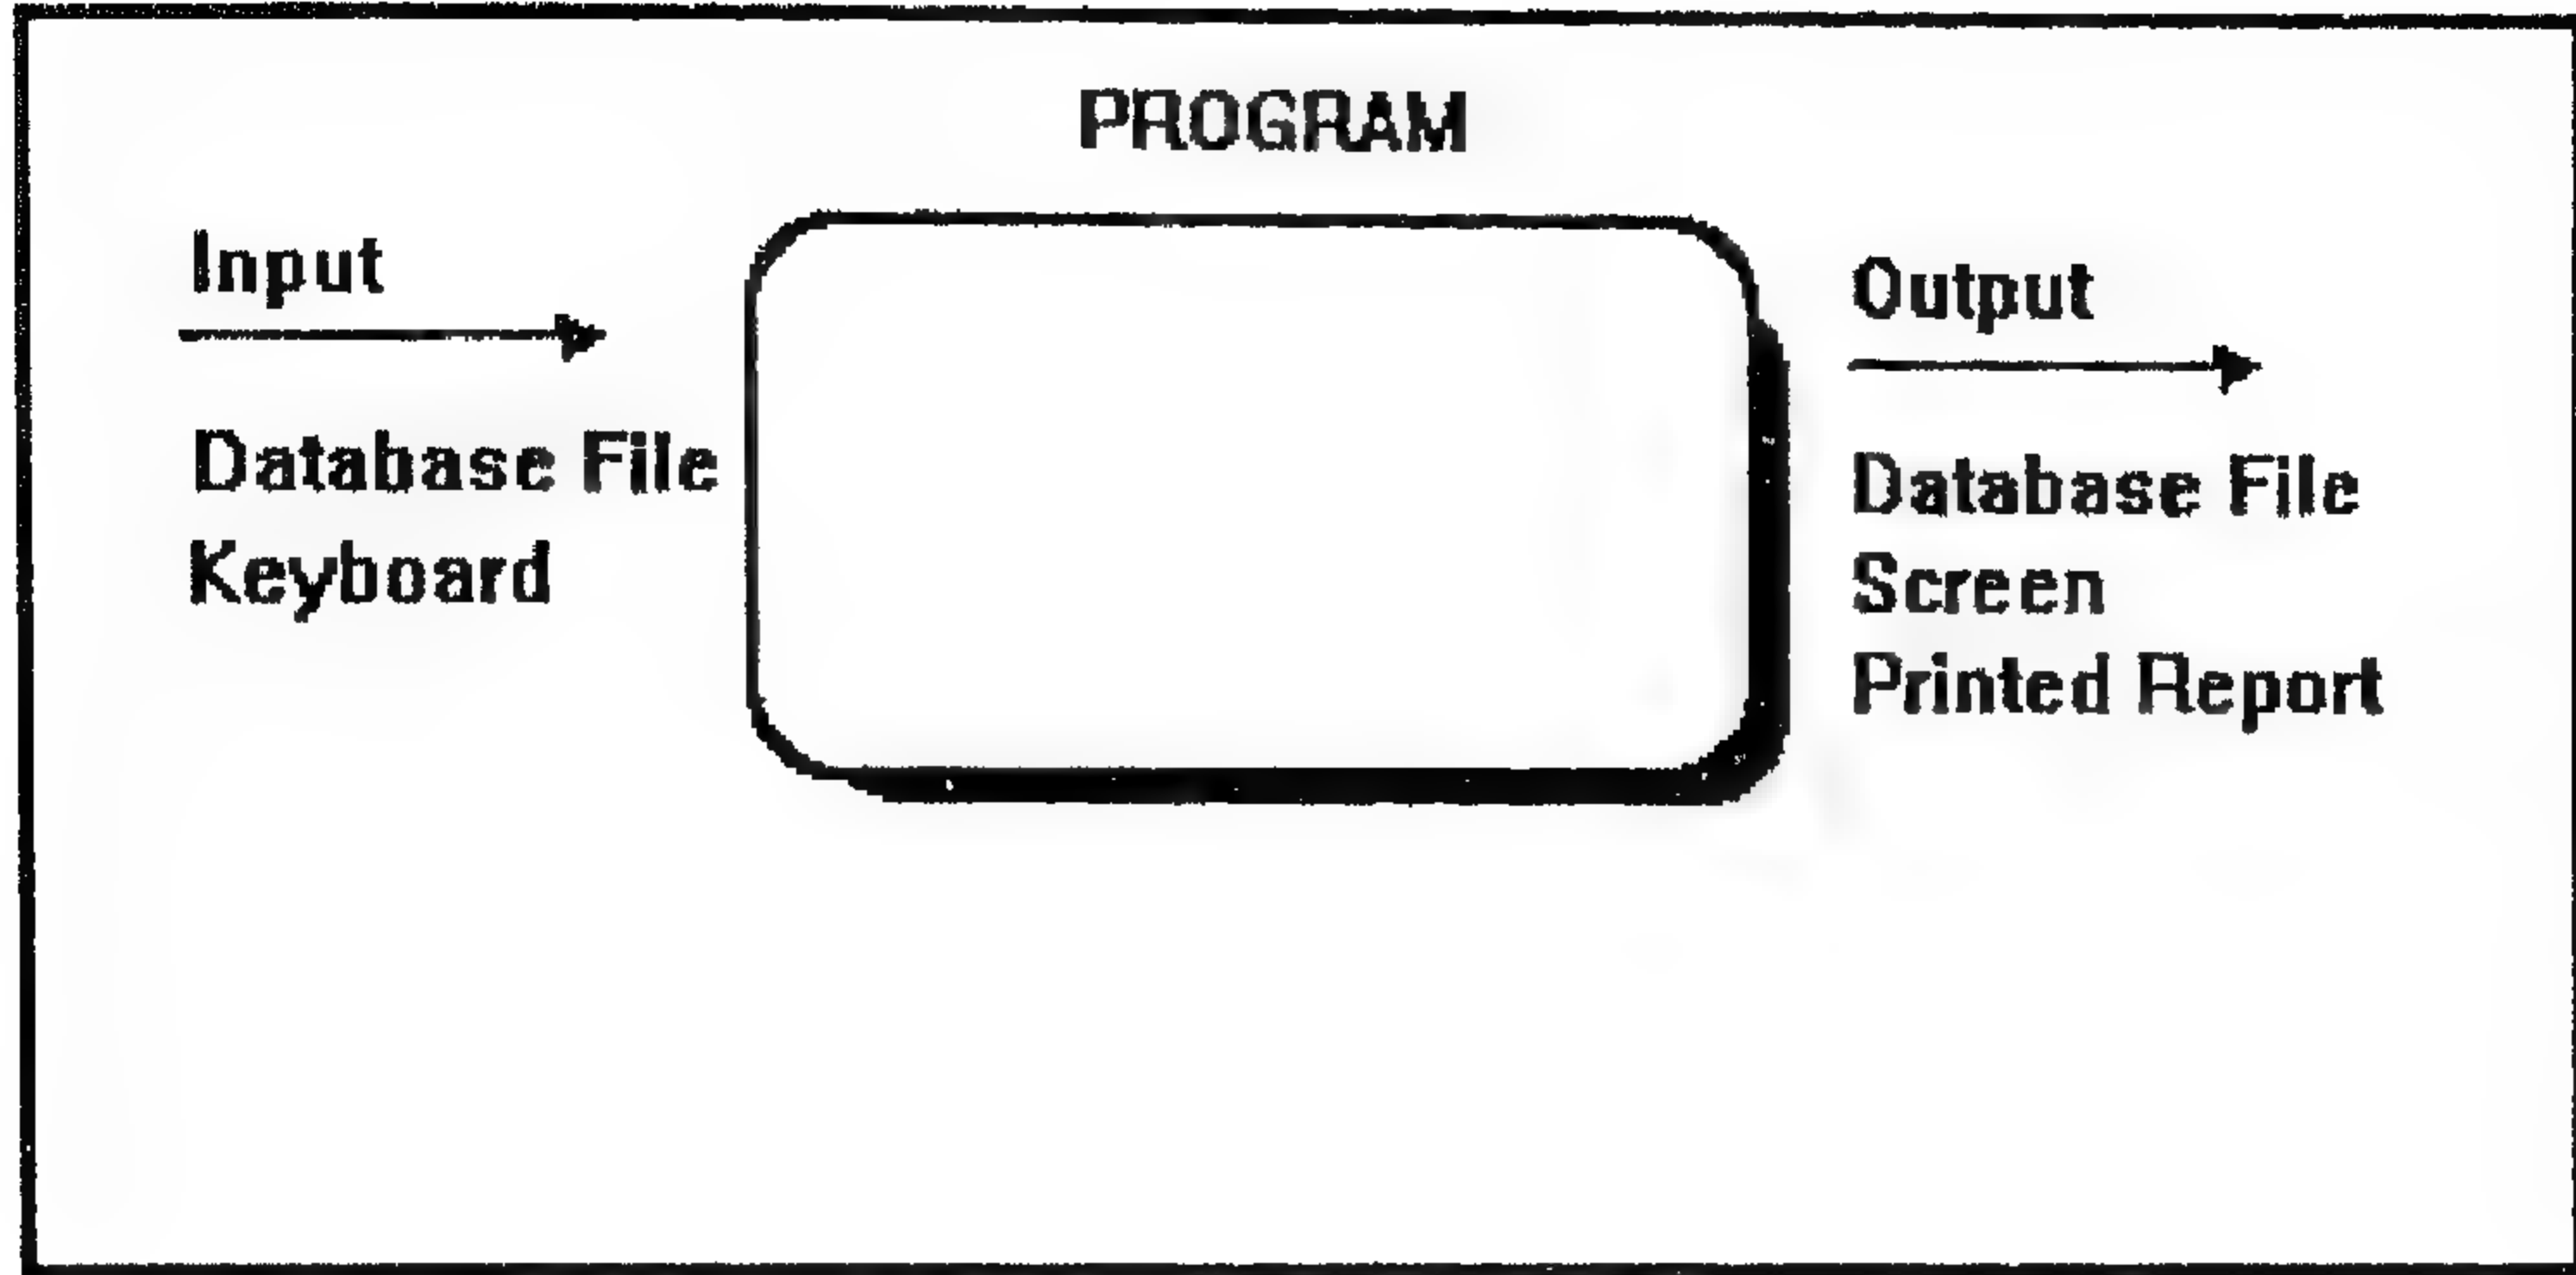 PROGRAM
Input
Database File
Keyboard
Output
Database File
Screen
Printed Report